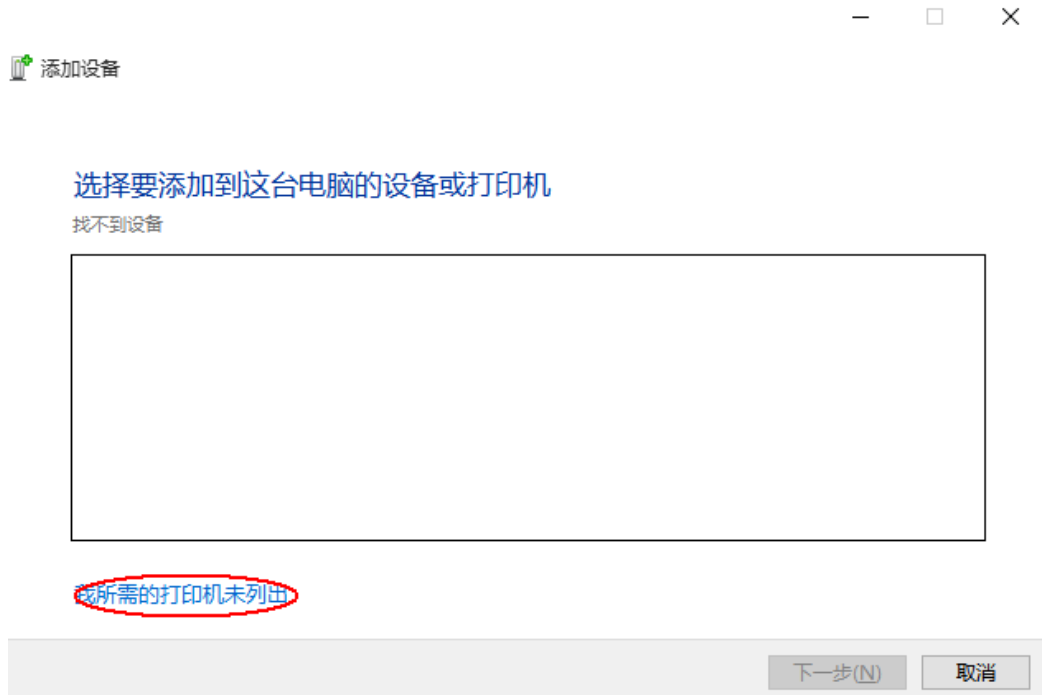 添加设备
选择要添加到这台电脑的设备或打印机
找不到设备
我所需的打印机未列出
下一步(N)
取消